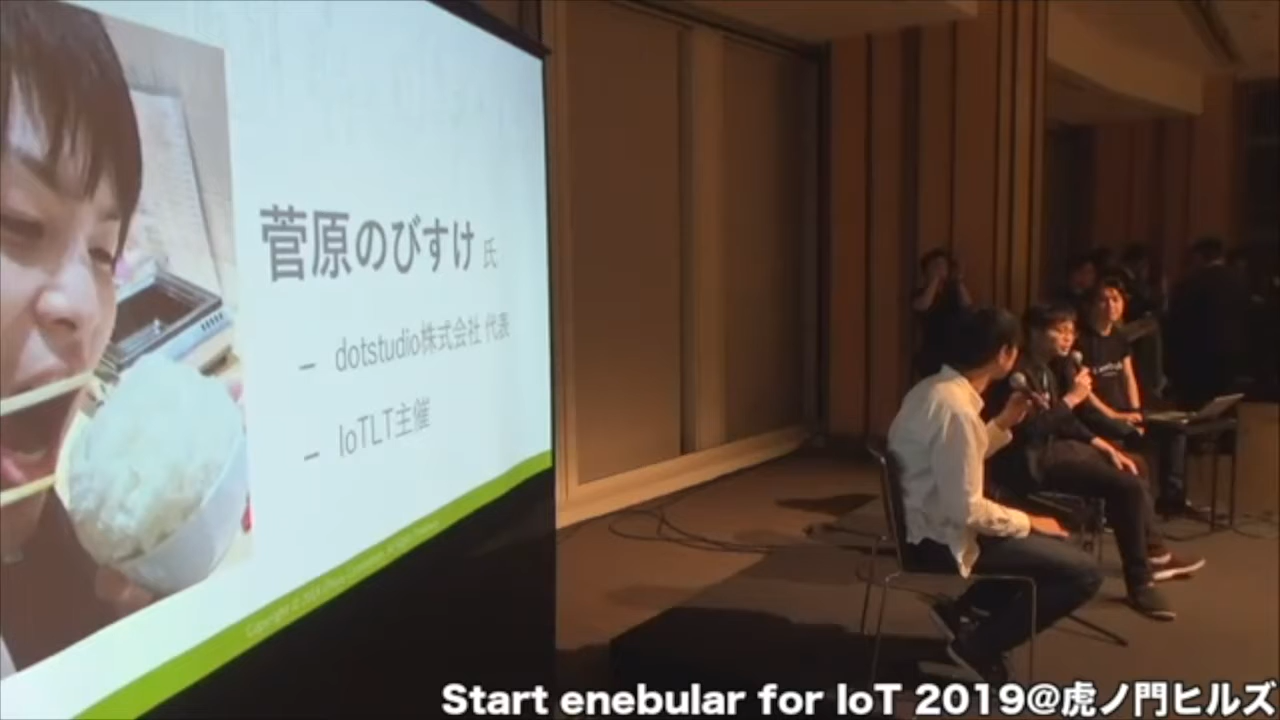 菅原のびすけ 氏
– dotstudio株式会社 代表
– IoTLT主催
Start enebular for IoT 2019@虎ノ門ヒルズ